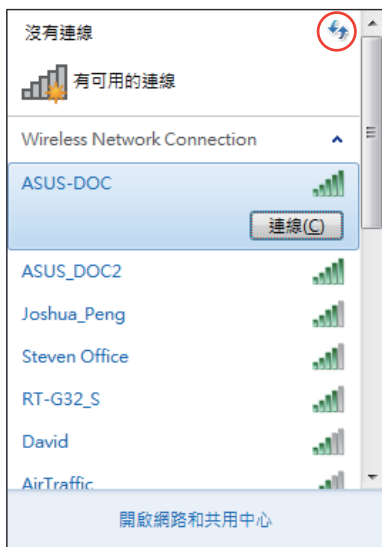 沒有連線
有可用的連線
Wireless Network Connection
ASUS-DOC
連線(C)
ASUS_DOC2
Joshua_Peng
Steven Office
RT-G32_S
David
AirTraffic
開啟網路和共用中心